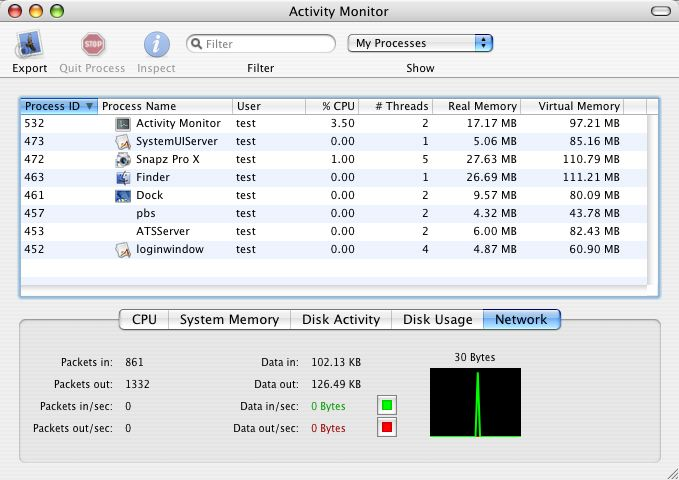 Activity Monitor
STOP
Filter
My Processes
Export Quit Process Inspect Filter Show
Process ID Process Name User % CPU # Threads Real Memory Virtual Memory
532 Activity Monitor test 3.50 2 17.17 MB 97.21 MB
473 SystemUIServer test 0.00 1 5.06 MB 85.16 MB
472 Snapz Pro X test 1.00 5 27.63 MB 110.79 MB
463 Finder test 0.00 1 26.69 MB 111.21 MB
461 Dock test 0.00 2 9.57 MB 80.09 MB
457 pbs test 0.00 2 4.32 MB 43.78 MB
453 ATSServer test 0.00 2 6.00 MB 82.43 MB
452 loginwindow test 0.00 4 4.87 MB 60.90 MB
CPU System Memory Disk Activity Disk Usage Network
Packets in: 861 Data in: 102.13 KB 30 Bytes
Packets out: 1332 Data out: 126.49 KB
Packets in/sec: 0 Data in/sec: 0 Bytes
Packets out/sec: 0 Data out/sec: 0 Bytes